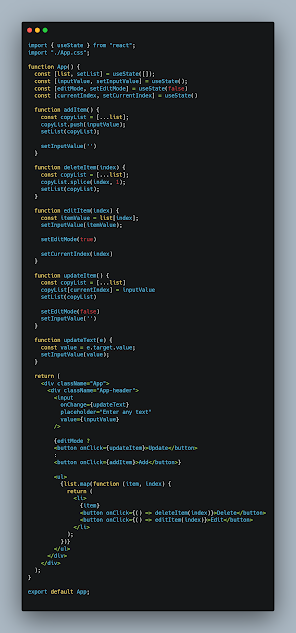 import { useState } from "react";
import "./App.css";

function App() {
  const [list, setList] = useState([]);
  const [inputValue, setInputValue] = useState();
  const [editMode, setEditMode] = useState(false)
  const [currentIndex, setCurrentIndex] = useState()

  function addItem() {
    const copyList = [...list];
    copyList.push(inputValue);
    setList(copyList);

    setInputValue('')
  }

  function deleteItem(index) {
    const copyList = [...list];
    copyList.splice(index, 1);
    setList(copyList);
  }

  function editItem(index) {
    const itemValue = list[index];
    setInputValue(itemValue);

    setEditMode(true)

    setCurrentIndex(index)
  }

  function updateItem() {
    const copyList = [...list]
    copyList[currentIndex] = inputValue
    setList(copyList)

    setEditMode(false)
    setInputValue('')
  }

  function updateText(e) {
    const value = e.target.value;
    setInputValue(value);
  }

  return (
    <div className="App">
      <div className="App-header">
        <input
          onChange={updateText}
          placeholder="Enter any text"
          value={inputValue}
        />

        {editMode ?
        <button onClick={updateItem}>Update</button>
        :
        <button onClick={addItem}>Add</button>}

        <ul>
          {list.map(function (item, index) {
            return (
              <li>
                {item}
                <button onClick={() => deleteItem(index)}>Delete</button>
                <button onClick={() => editItem(index)}>Edit</button>
              </li>
            );
          })}
        </ul>
      </div>
    </div>
  );
}

export default App;